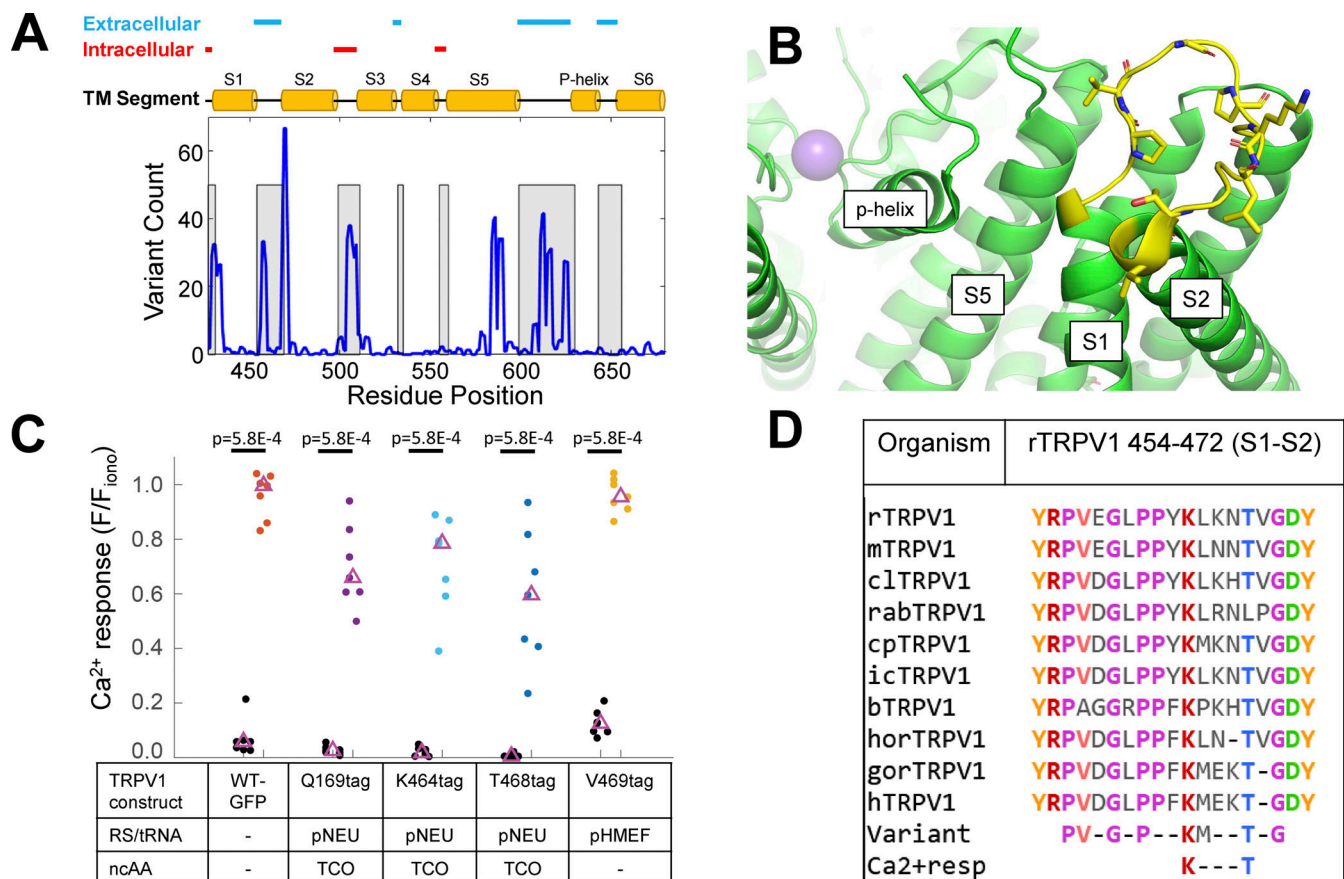 A
Extracellular
Intracellular
S1 S2 S3 S4 S5 P-helix S6
TM Segment
Variant Count
60
40
20
0
450 500 550 600 650
Residue Position
B
p-helix
S5
S1
S2
C
p=5.8E-4 p=5.8E-4 p=5.8E-4 p=5.8E-4 p=5.8E-4
Ca2+ response (F/Fiono)
1.0
0.8
0.6
0.4
0.2
0.0
TRPV1 construct WT-GFP Q169tag K464tag T468tag V469tag
RS/tRNA - pNEU pNEU pNEU pHMEF
ncAA - TCO TCO TCO -
D
Organism rTRPV1 454-472 (S1-S2)
rTRPV1 YRPVEGLPPYKLKNTVGDY
mTRPV1 YRPVEGLPPYKLNNTVGDY
clTRPV1 YRPVDGLPPYKLKHTVGDY
rabTRPV1 YRPVDGLPPYKLRNLPGDY
cpTRPV1 YRPVDGLPPYKMKNTVGDY
icTRPV1 YRPVDGLPPYKLKNTVGDY
bTRPV1 YRPAGGRPPFKPKHTVGDY
horTRPV1 YRPVDGLPPFKLN-TVGDY
gorTRPV1 YRPVDGLPPFKMEKT-GDY
hTRPV1 YRPVDGLPPFKMEKT-GDY
Variant PV-G-P--KM--T-G
Ca2+resp K---T